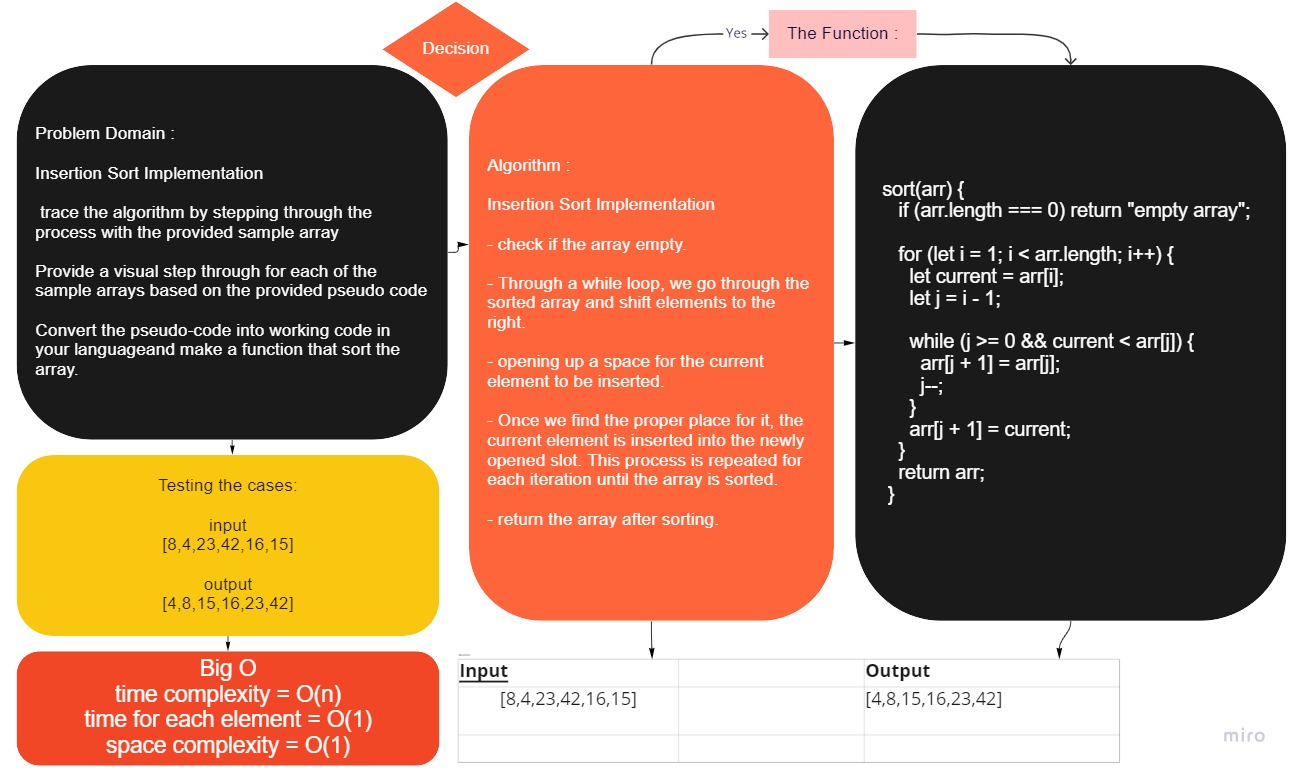 Decision
Yes
The Function :
Problem Domain :
Insertion Sort Implementation
trace the algorithm by stepping through the
process with the provided sample array
Provide a visual step through for each of the
sample arrays based on the provided pseudo code
Convert the pseudo-code into working code in
your languageand make a function that sort the
array.
Algorithm :
Insertion Sort Implementation
- check if the array empty.
- Through a while loop, we go through the
sorted array and shift elements to the
right.
- opening up a space for the current
element to be inserted.
- Once we find the proper place for it, the
current element is inserted into the newly
opened slot. This process is repeated for
each iteration until the array is sorted.
- return the array after sorting.
sort(arr) {
if (arr.length === 0) return "empty array";
for (let i = 1; i < arr.length; i++) {
let current = arr[i];
let j = i - 1;
while (j >= 0 && current < arr[j]) {
arr[j + 1] = arr[j];
j--;
}
arr[j + 1] = current;
}
return arr;
}
Testing the cases:
input
[8,4,23,42,16,15]
output
[4,8,15,16,23,42]
Big O
time complexity = O(n)
time for each element = O(1)
space complexity = O(1)
Input
Output
[8,4,23,42,16,15]
[4,8,15,16,23,42]
miro